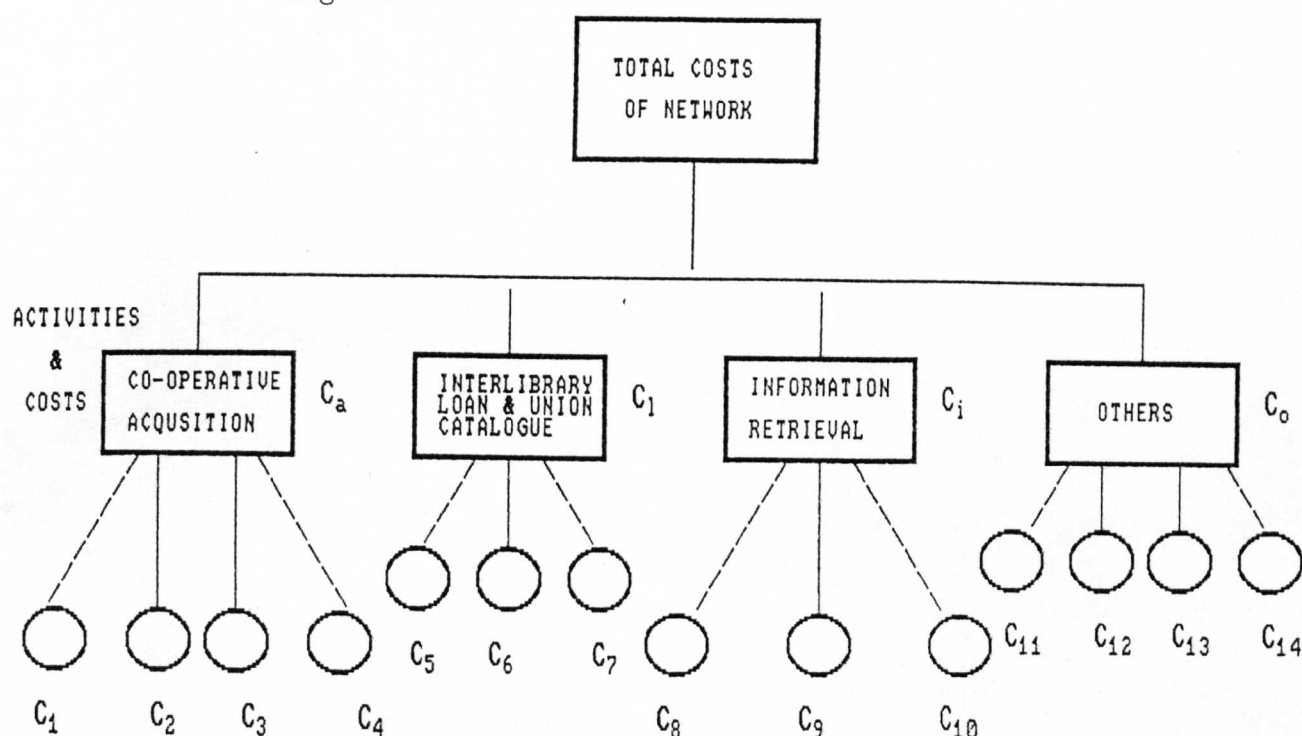 TOTAL COSTS
OF NETWORK
ACTIVITIES
&
COSTS
CO-OPERATIVE
ACQUSITION
C_a
INTERLIBRARY
LOAN & UNION
CATALOGUE
C_l
INFORMATION
RETRIEVAL
C_i
OTHERS
C_o
C_1 C_2 C_3 C_4
C_5 C_6 C_7
C_8 C_9 C_10
C_11 C_12 C_13 C_14